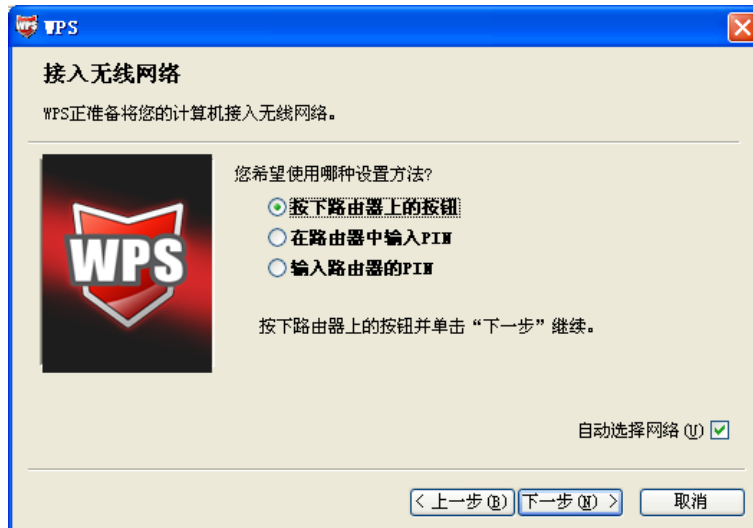 WPS
WPS
接入无线网络
WPS正准备将您的计算机接入无线网络。
您希望使用哪种设置方法?
按下路由器上的按钮
在路由器中输入PIN
输入路由器的PIN
WPS
按下路由器上的按钮并单击“下一步”继续。
自动选择网络(U)
< 上一步(B)
下一步(N) >
取消